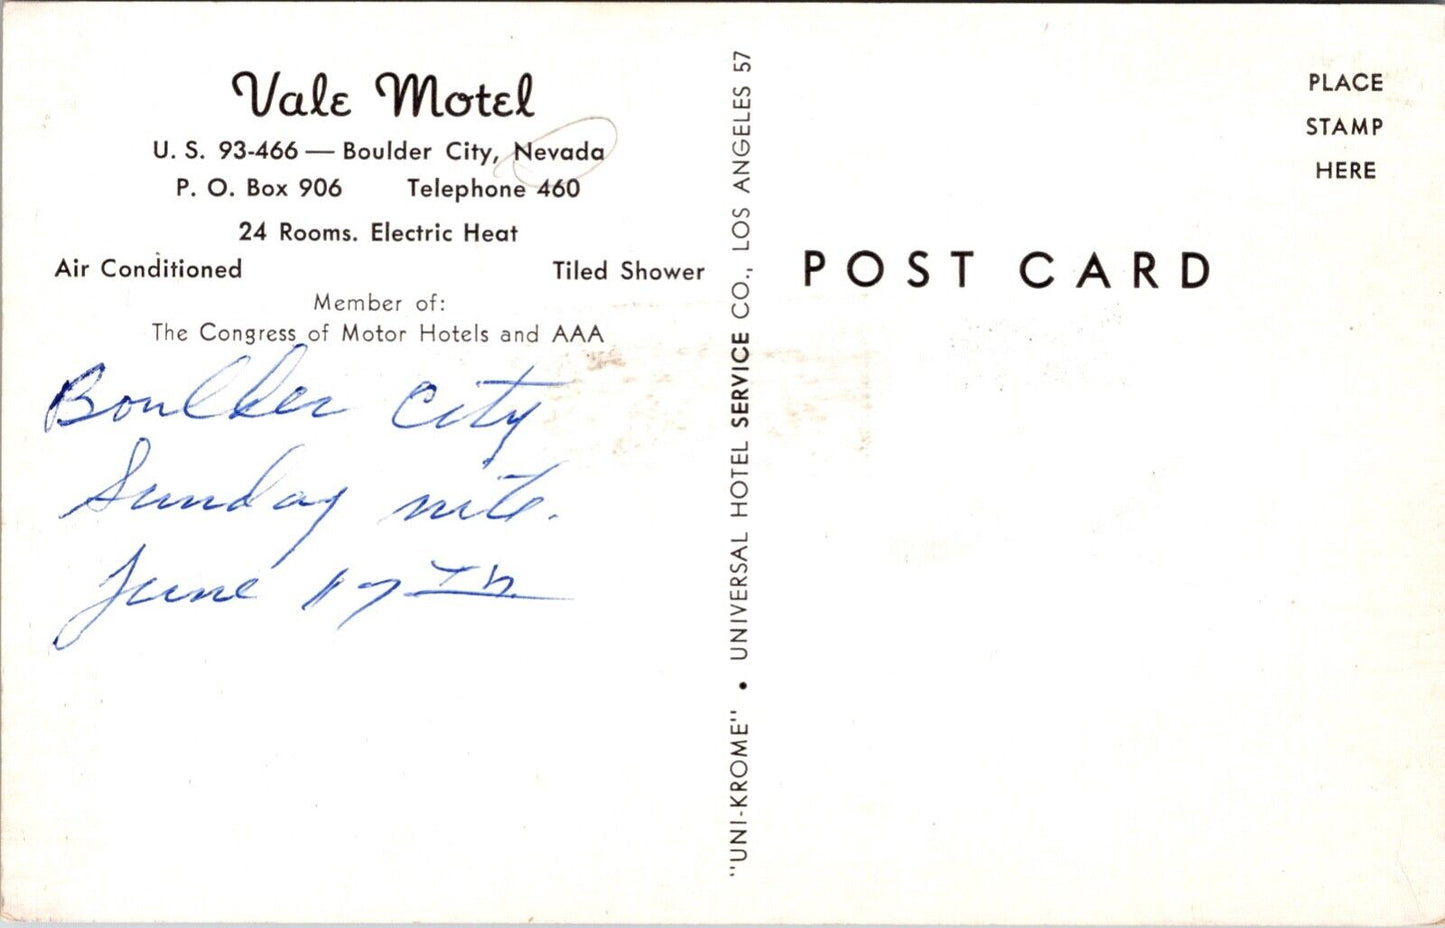 Vale Motel
U. S. 93-466 — Boulder City, Nevada
P. O. Box 906 Telephone 460
24 Rooms. Electric Heat
Air Conditioned Tiled Shower
Member of:
The Congress of Motor Hotels and AAA
Boulder City
Sunday nite.
June 17th
"UNI-KROME" • UNIVERSAL HOTEL SERVICE CO., LOS ANGELES 57
PLACE
STAMP
HERE
POST CARD